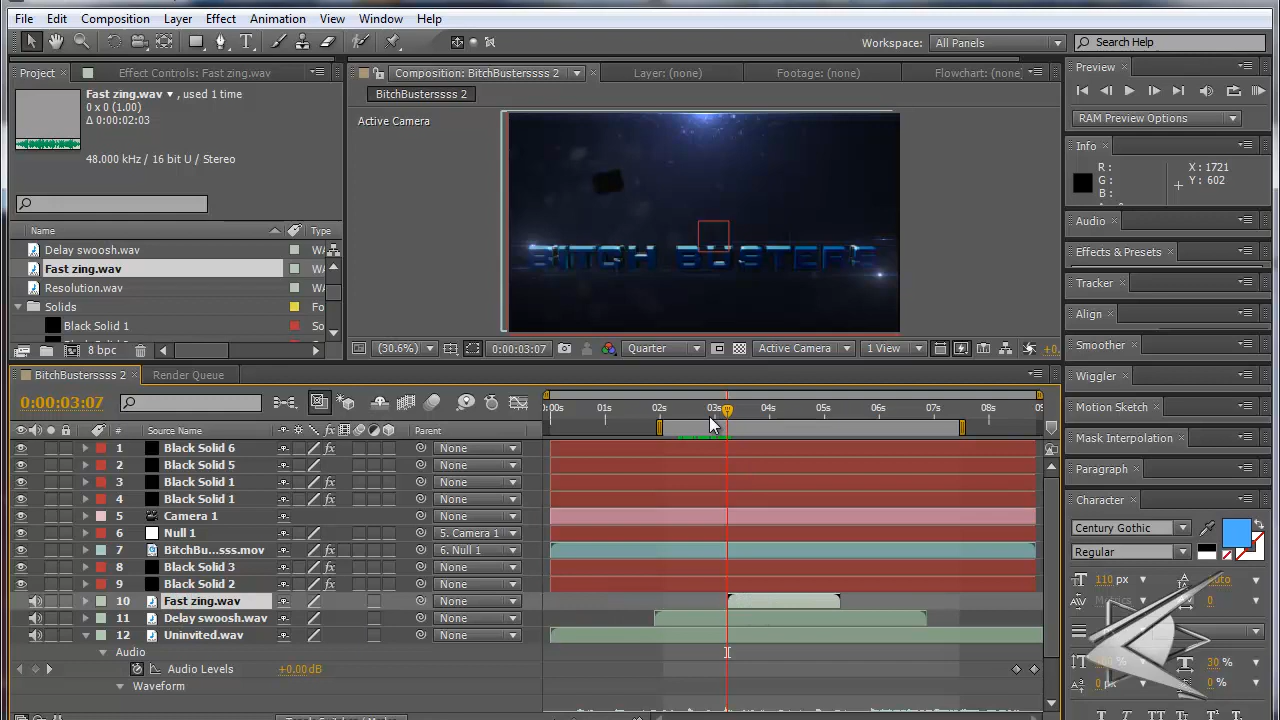 File Edit Composition Layer Effect Animation View Window Help
Workspace: All Panels Search Help
Project Effect Controls: Fast zing.wav
Composition: BitchBusterssss 2 Layer: (none) Footage: (none) Flowchart: (none)
BitchBusterssss 2
Active Camera
Fast zing.wav , used 1 time
0 x 0 (1.00)
Δ 0:00:02:03
48.000 kHz / 16 bit U / Stereo
Name Type
Delay swoosh.wav
Fast zing.wav
Resolution.wav
Solids Fo
Black Solid 1 So
8 bpc
BITCH BUSTERS
(30.6%) 0:00:03:07 Quarter Active Camera 1 View
Preview
RAM Preview Options
Info
R: X: 1721
G: Y: 602
B:
Audio
Effects & Presets
Tracker
Align
Smoother
Wiggler
Motion Sketch
Mask Interpolation
Paragraph
Character
Century Gothic
Regular
110 px Auto
Metrics 0
30 %
0 px 0 %
BitchBusterssss 2 Render Queue
0:00:03:07
:00s 01s 02s 03s 04s 05s 06s 07s 08s 09
# Source Name Parent
1 Black Solid 6 None
2 Black Solid 5 None
3 Black Solid 1 None
4 Black Solid 1 None
5 Camera 1 None
6 Null 1 5. Camera 1
7 BitchBu...sss.mov 6. Null 1
8 Black Solid 3 None
9 Black Solid 2 None
10 Fast zing.wav None
11 Delay swoosh.wav None
12 Uninvited.wav None
Audio
Audio Levels +0.00dB
Waveform